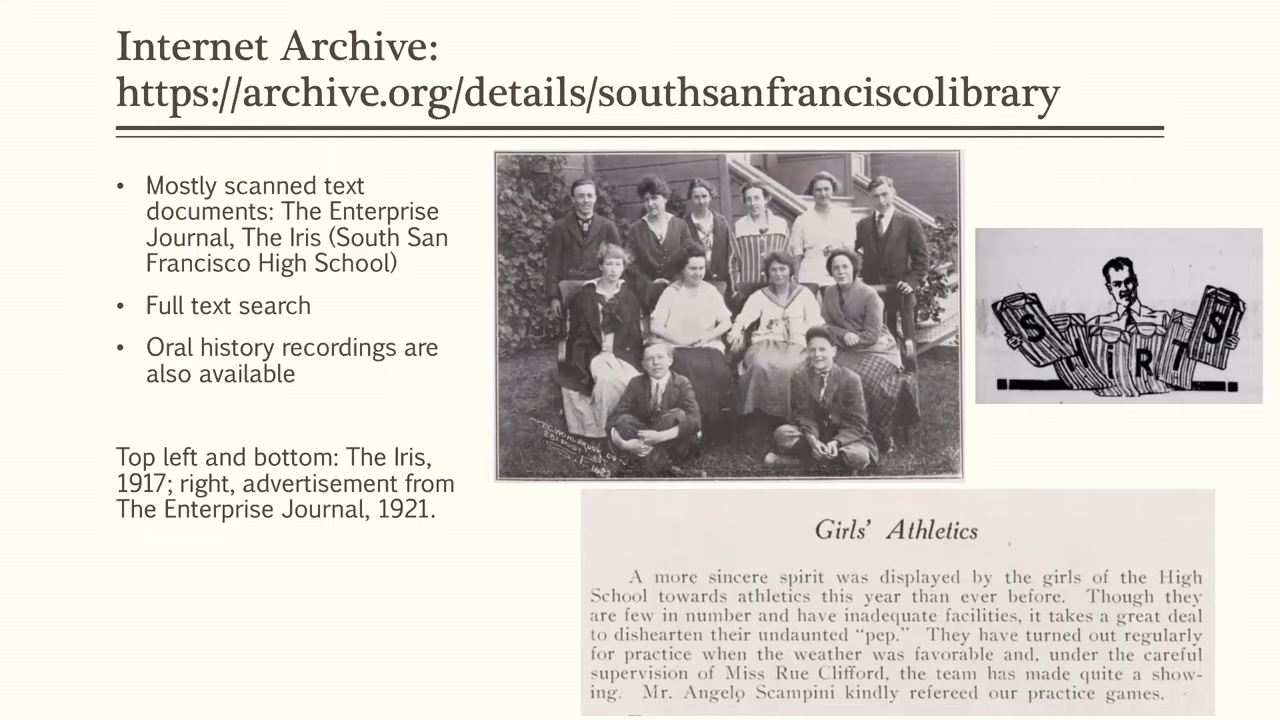 Internet Archive:
https://archive.org/details/southsanfranciscolibrary
• Mostly scanned text
documents: The Enterprise
Journal, The Iris (South San
Francisco High School)
• Full text search
• Oral history recordings are
also available
Top left and bottom: The Iris,
1917; right, advertisement from
The Enterprise Journal, 1921.
SHIRTS
Girls' Athletics
A more sincere spirit was displayed by the girls of the High
School towards athletics this year than ever before. Though they
are few in number and have inadequate facilities, it takes a great deal
to dishearten their undaunted "pep." They have turned out regularly
for practice when the weather was favorable and, under the careful
supervision of Miss Rue Clifford, the team has made quite a show-
ing. Mr. Angelo Scampini kindly refereed our practice games.